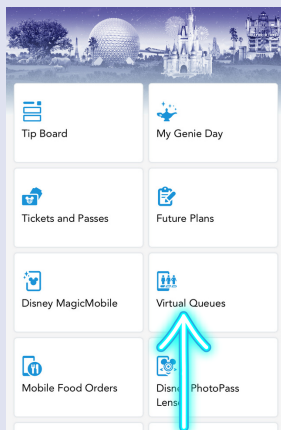 Tip Board
My Genie Day
Tickets and Passes
Future Plans
Disney MagicMobile
Virtual Queues
Mobile Food Orders
Disney PhotoPass
Lens